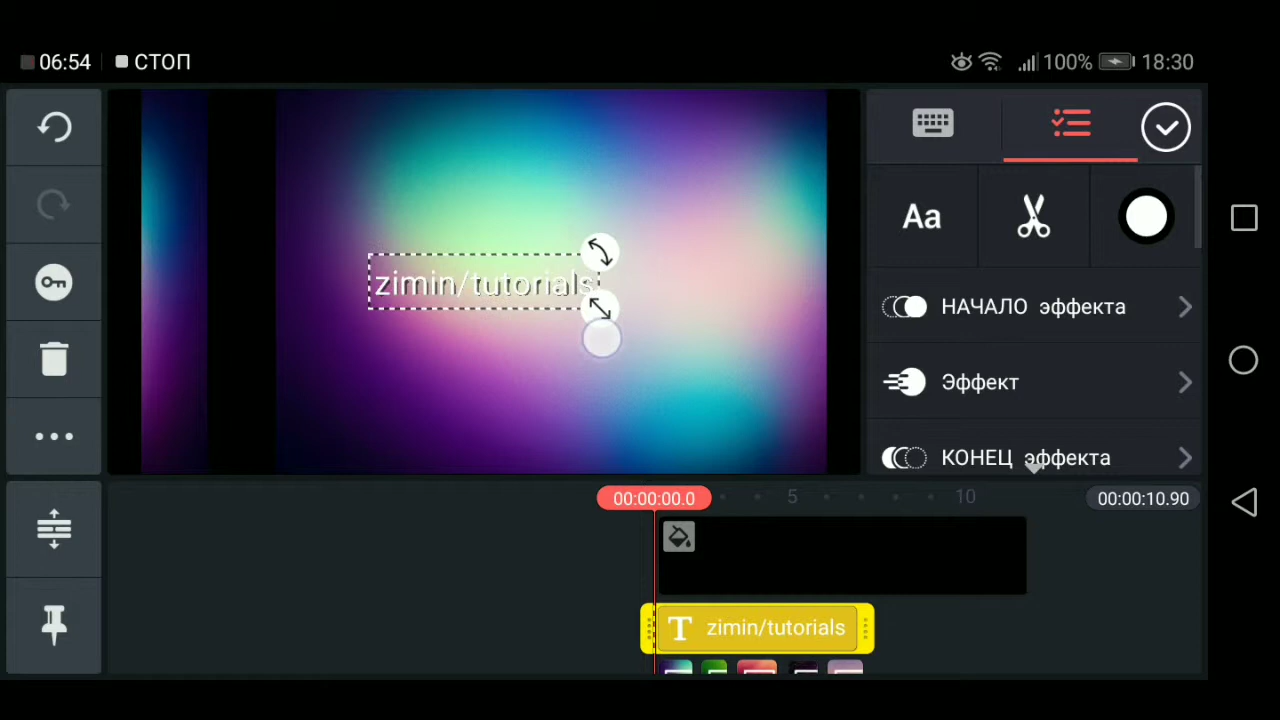 06:54 СТОП 100% 18:30
zimin/tutorials
Aa
НАЧАЛО эффекта
Эффект
КОНЕЦ эффекта
00:00:00.0 5 10 00:00:10.90
T zimin/tutorials